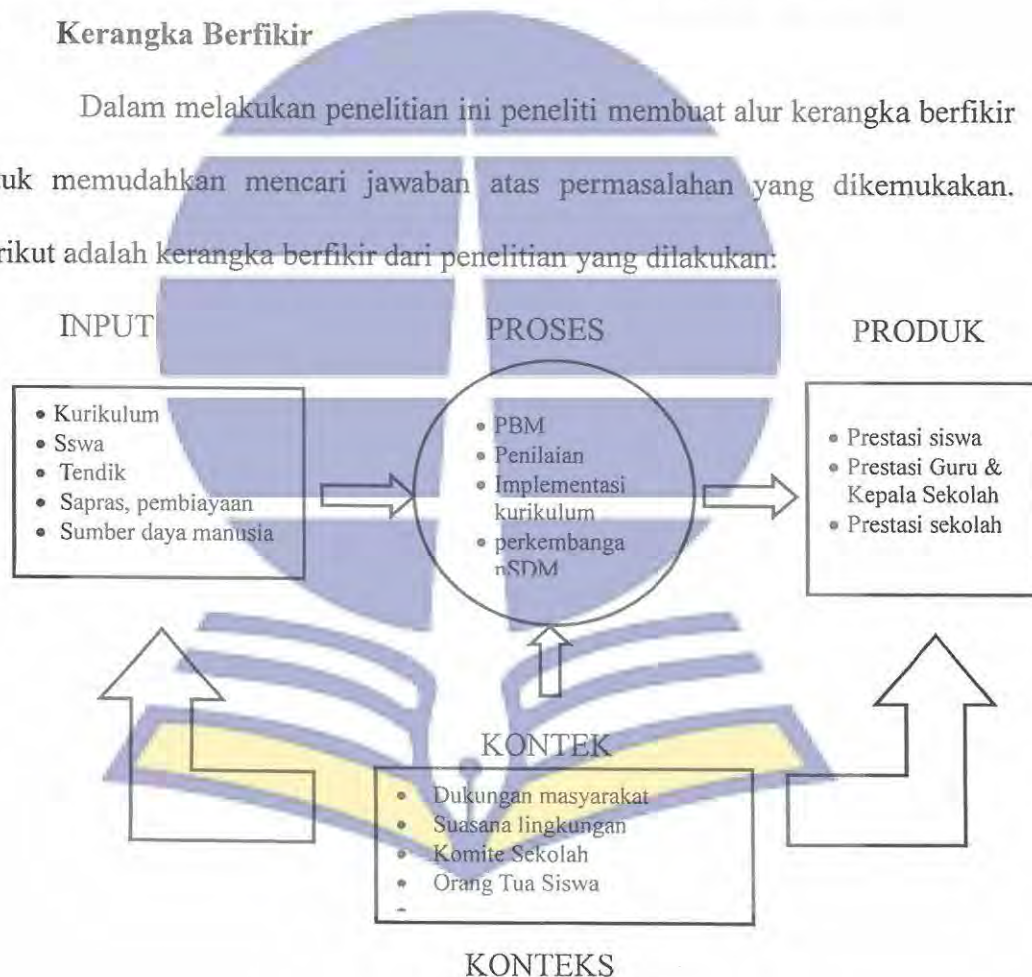 Kerangka Berfikir
Dalam melakukan penelitian ini peneliti membuat alur kerangka berfikir
tuk memudahkan mencari jawaban atas permasalahan yang dikemukakan.
rikut adalah kerangka berfikir dari penelitian yang dilakukan:
INPUT
• Kurikulum
• Sswa
• Tendik
• Sapras, pembiayaan
• Sumber daya manusia
PROSES
• PBM
• Penilaian
• Implementasi
kurikulum
• perkembanga
nSDM
PRODUK
• Prestasi siswa
• Prestasi Guru &
Kepala Sekolah
• Prestasi sekolah
KONTEK
• Dukungan masyarakat
• Suasana lingkungan
• Komite Sekolah
• Orang Tua Siswa
KONTEKS